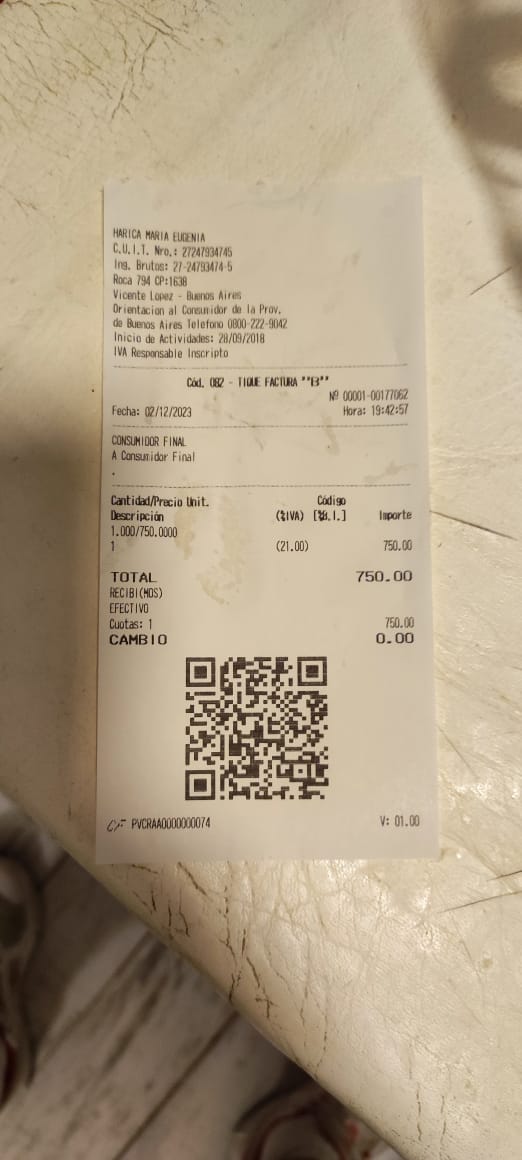 HARICA MARIA EUGENIA
C.U.I.T. Nro.: 27247934745
Ing. Brutos: 27-24793474-5
Roca 794 CP:1638
Vicente Lopez - Buenos Aires
Orientacion al Consumidor de la Prov.
de Buenos Aires Telefono 0800-222-9042
Inicio de Actividades: 28/09/2018
IVA Responsable Inscripto
Cód. 082 - TIQUE FACTURA ""B""
Nº 00001-00177062
Fecha: 02/12/2023 Hora: 19:42:57
CONSUMIDOR FINAL
A Consumidor Final
.
Cantidad/Precio Unit. Código
Descripción (%IVA) [%B.I.] Importe
1.000/750.0000
1 (21.00) 750.00
TOTAL 750.00
RECIBI(MOS)
EFECTIVO
Cuotas: 1 750.00
CAMBIO 0.00
CF PVCRAA0000000074 V: 01.00